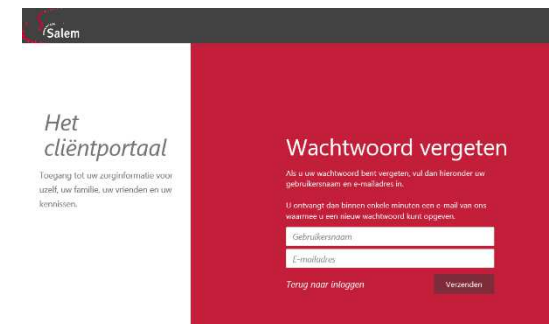 Salem
Het
cliëntportaal
Toegang tot uw zorginformatie voor
uzelf, uw familie, uw vrienden en uw
kennissen.
Wachtwoord vergeten
Als u uw wachtwoord bent vergeten, vul dan hieronder uw
gebruikersnaam en e-mailadres in.
U ontvangt dan binnen enkele minuten een e-mail van ons
waarmee u een nieuw wachtwoord kunt opgeven.
Gebruikersnaam
E-mailadres
Terug naar inloggen
Verzenden